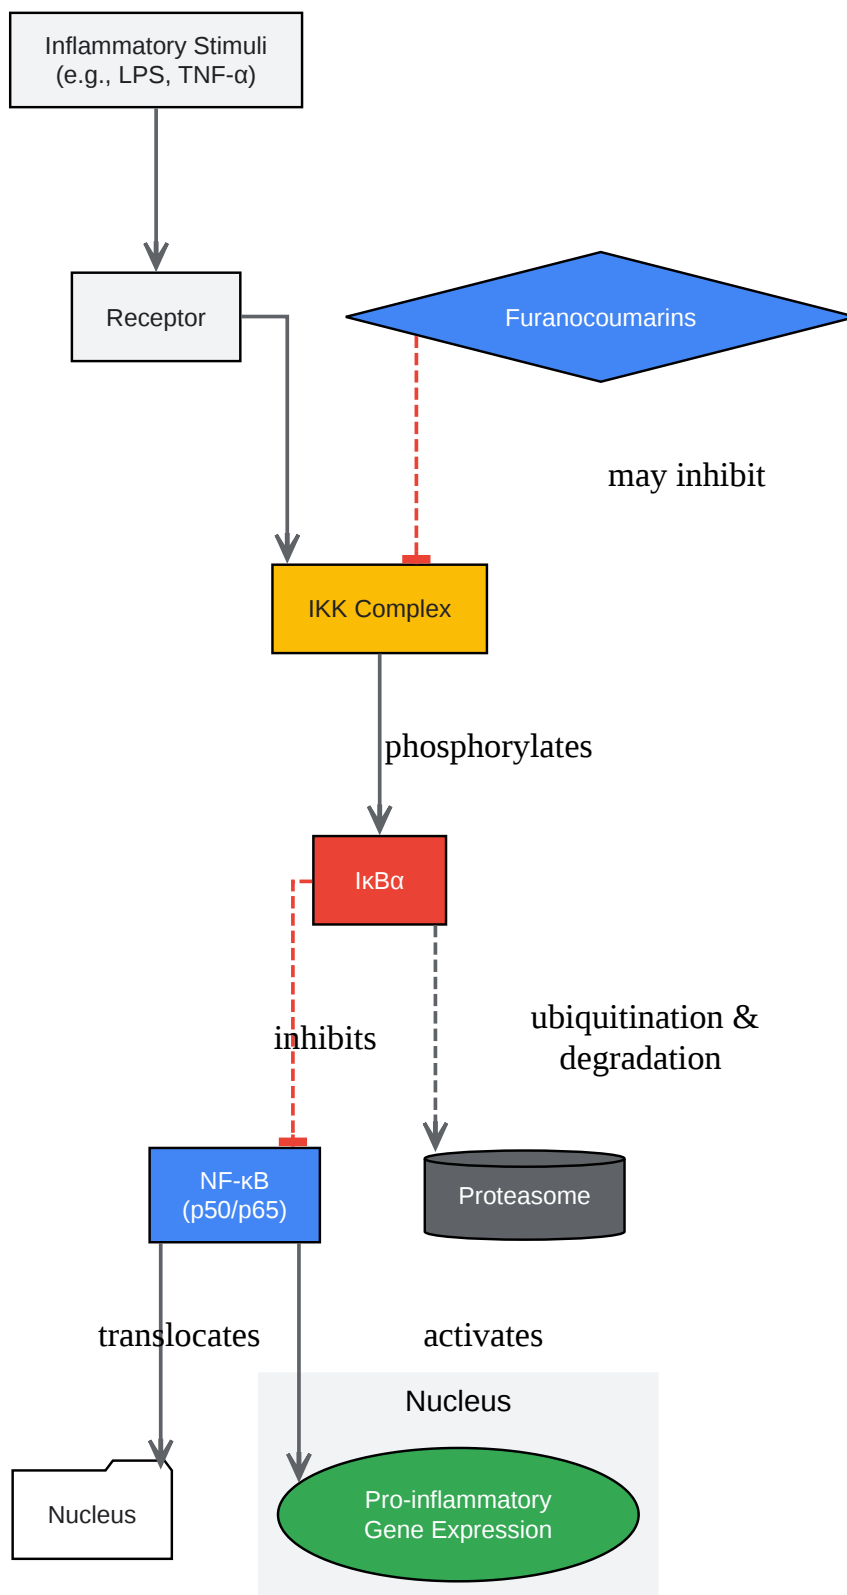 Inflammatory Stimuli
(e.g., LPS, TNF-α)
Receptor
Furanocoumarins
may inhibit
IKK Complex
phosphorylates
IκBα
inhibits
ubiquitination &
degradation
NF-κB
(p50/p65)
Proteasome
translocates
activates
Nucleus
Nucleus
Pro-inflammatory
Gene Expression